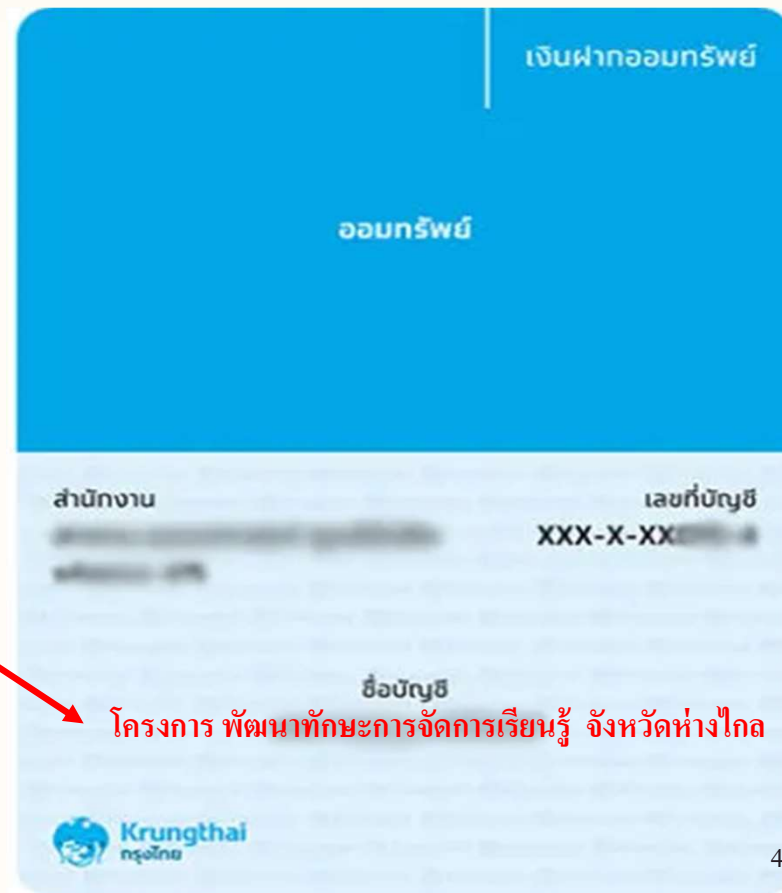 เงินฝากออมทรัพย์
ออมทรัพย์
สำนักงาน
เลขที่บัญชี
XXX-X-XX
ชื่อบัญชี
โครงการ พัฒนาทักษะการจัดการเรียนรู้ จังหวัดห่างไกล
Krungthai
กรุงไทย
4